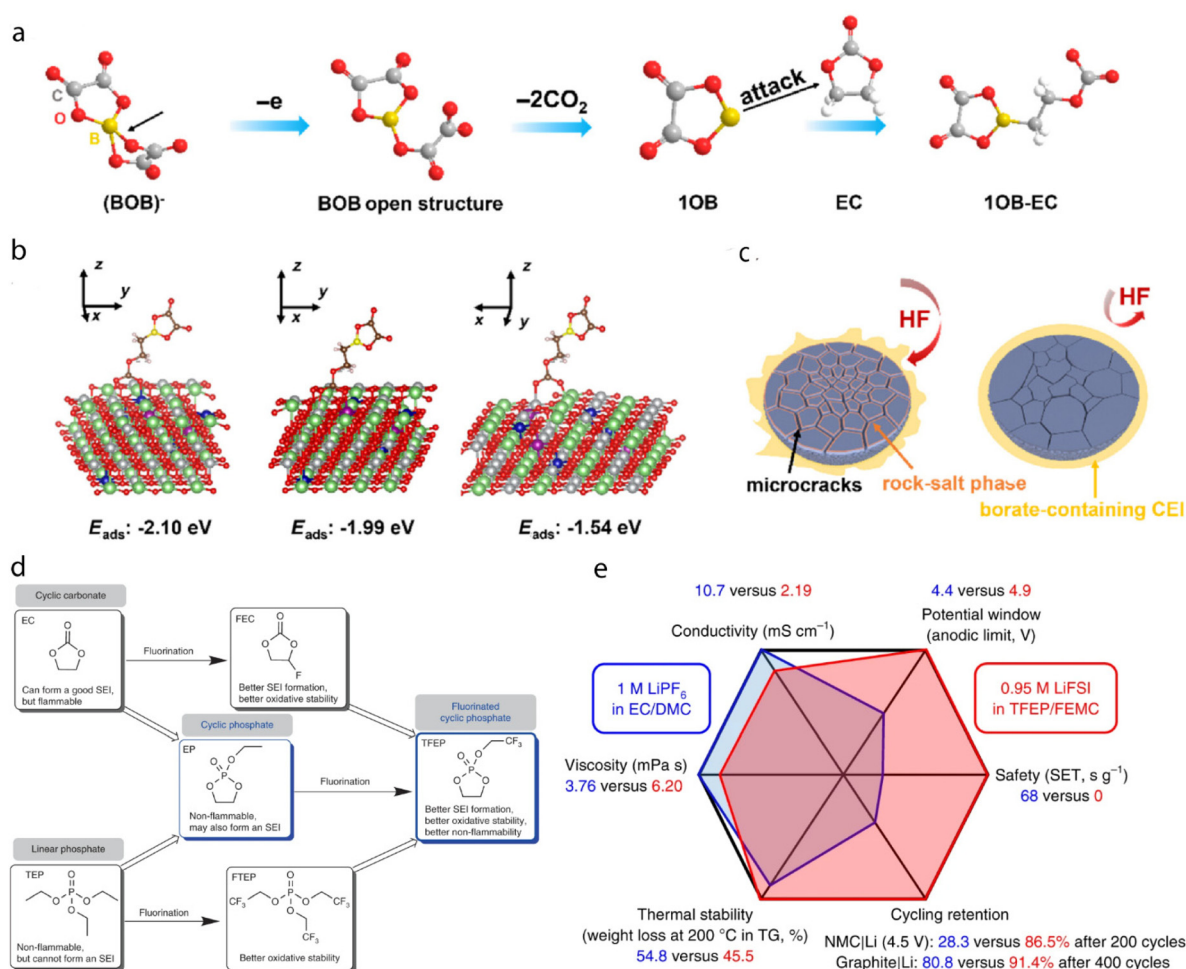 a
C
O
B
–e
–2CO₂
attack
(BOB)⁻
BOB open structure
1OB
EC
1OB-EC
b
z
y
x
z
y
x
z
x
y
E_ads: -2.10 eV
E_ads: -1.99 eV
E_ads: -1.54 eV
c
HF
HF
microcracks
rock-salt phase
borate-containing CEI
d
Cyclic carbonate
EC
O
O
O
Can form a good SEI,
but flammable
Fluorination
FEC
O
O
O
F
Better SEI formation,
better oxidative stability
Cyclic phosphate
EP
O
O
P
O
O
Non-flammable,
may also form an SEI
Fluorination
Fluorinated
cyclic phosphate
TFEP
O
O
CF₃
P
O
O
Better SEI formation,
better oxidative stability,
better non-flammability
Linear phosphate
TEP
O
O
P
O
O
Non-flammable,
but cannot form an SEI
Fluorination
FTEP
O
CF₃
O
P
O
CF₃
O
CF₃
Better oxidative stability
e
10.7 versus 2.19
Conductivity (mS cm⁻¹)
4.4 versus 4.9
Potential window
(anodic limit, V)
1 M LiPF₆
in EC/DMC
0.95 M LiFSI
in TFEP/FEMC
Viscosity (mPa s)
3.76 versus 6.20
Safety (SET, s g⁻¹)
68 versus 0
Thermal stability
(weight loss at 200 °C in TG, %)
54.8 versus 45.5
Cycling retention
NMC|Li (4.5 V): 28.3 versus 86.5% after 200 cycles
Graphite|Li: 80.8 versus 91.4% after 400 cycles